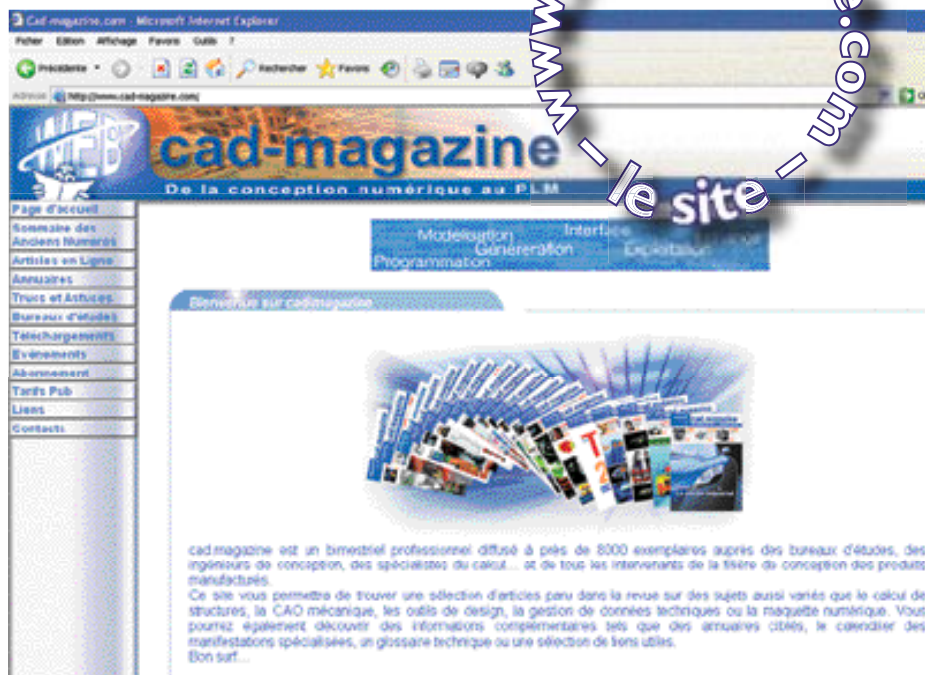 Cad-magazine.com - Microsoft Internet Explorer
Fichier Edition Affichage Favoris Outils ?
Précédente Rechercher Favoris
Adresse http://www.cad-magazine.com/
www - le site - e.com
WEB
cad-magazine
De la conception numérique au PLM
Page d'accueil
Sommaire des
Anciens Numéros
Articles en Ligne
Annuaires
Trucs et Astuces
Bureaux d'études
Téléchargements
Evénements
Abonnement
Tarifs Pub
Liens
Contacts
Modélisation Interface
Génération Exploitation
Programmation
Bienvenue sur cadmagazine
cad.magazine est un bimestriel professionnel diffusé à près de 8000 exemplaires auprès des bureaux d'études, des
ingénieurs de conception, des spécialistes du calcul... et de tous les intervenants de la filière de conception des produits
manufacturés.
Ce site vous permettra de trouver une sélection d'articles paru dans la revue sur des sujets aussi variés que le calcul de
structures, la CAO mécanique, les outils de design, la gestion de données techniques ou la maquette numérique. Vous
pourrez également découvrir des informations complémentaires tels que des annuaires ciblés, le calendrier des
manifestations spécialisées, un glossaire technique ou une sélection de liens utiles.
Bon surf...